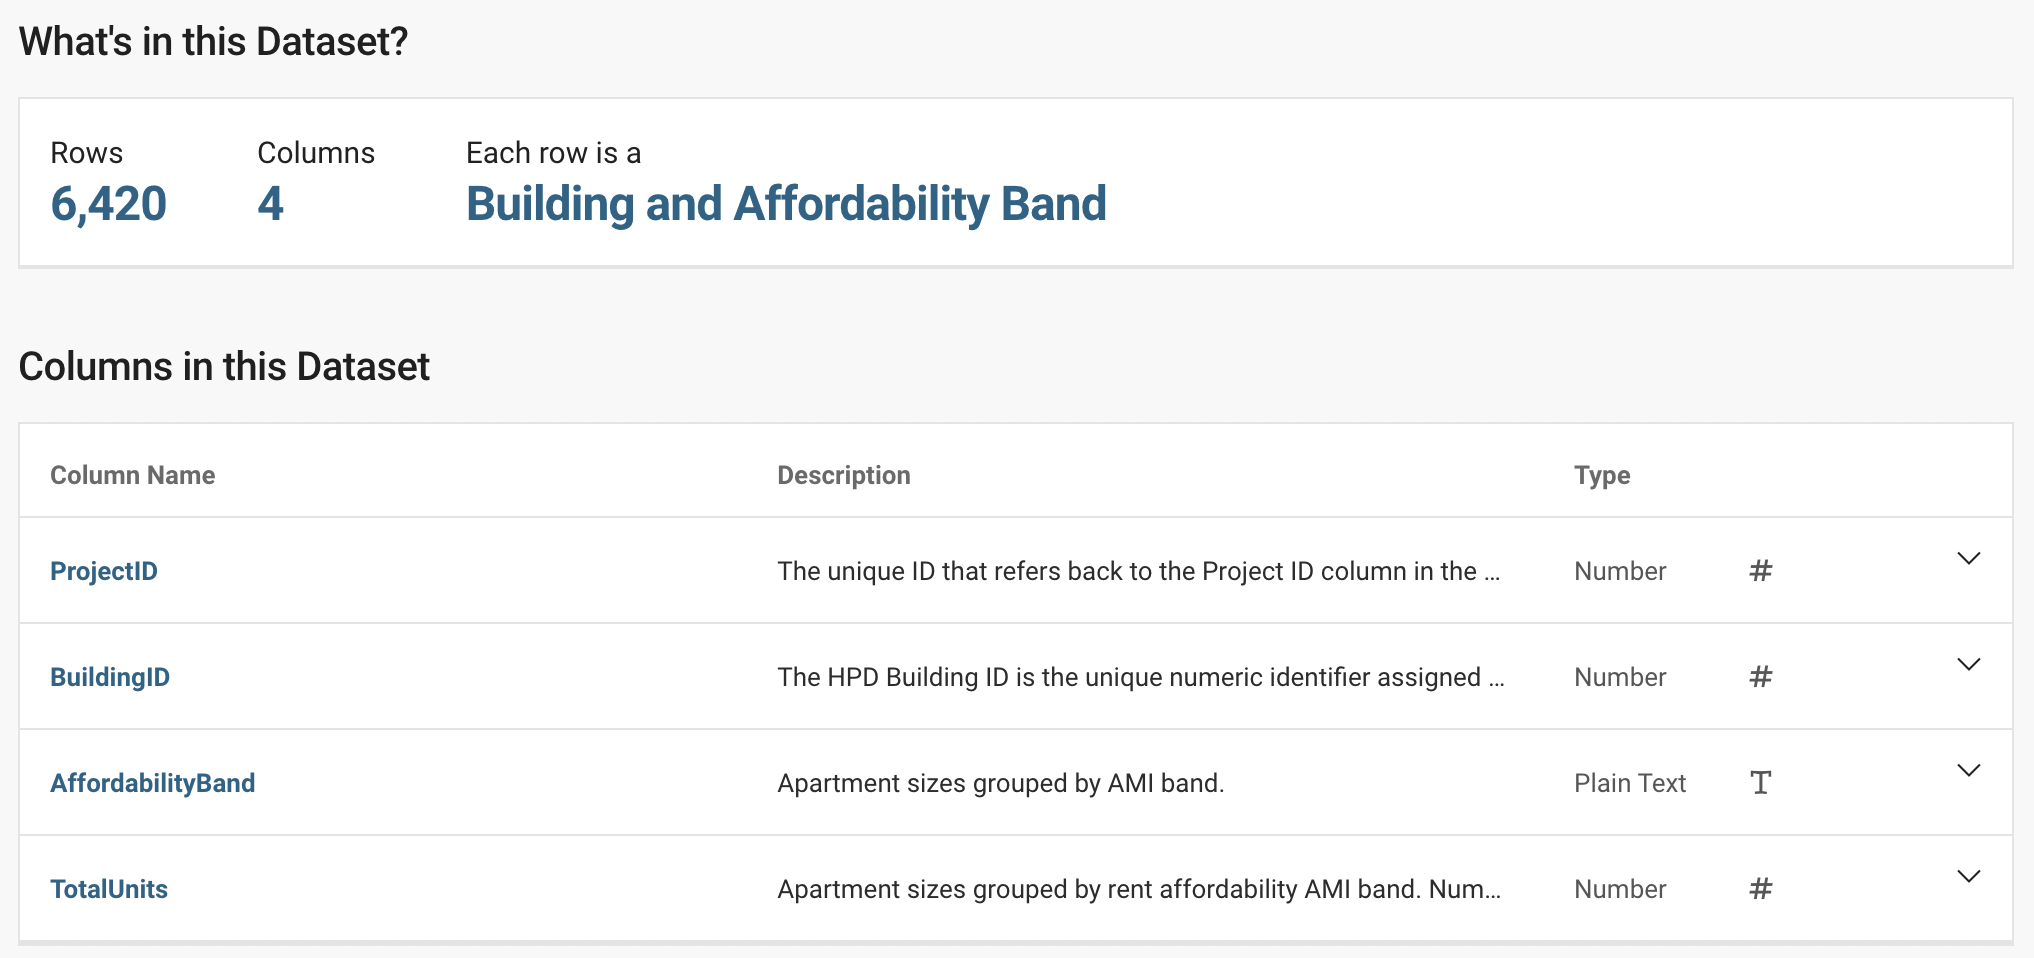 What's in this Dataset?
Rows Columns Each row is a
6,420 4 Building and Affordability Band
Columns in this Dataset
Column Name Description Type
ProjectID The unique ID that refers back to the Project ID column in the ... Number #
BuildingID The HPD Building ID is the unique numeric identifier assigned ... Number #
AffordabilityBand Apartment sizes grouped by AMI band. Plain Text T
TotalUnits Apartment sizes grouped by rent affordability AMI band. Num... Number #